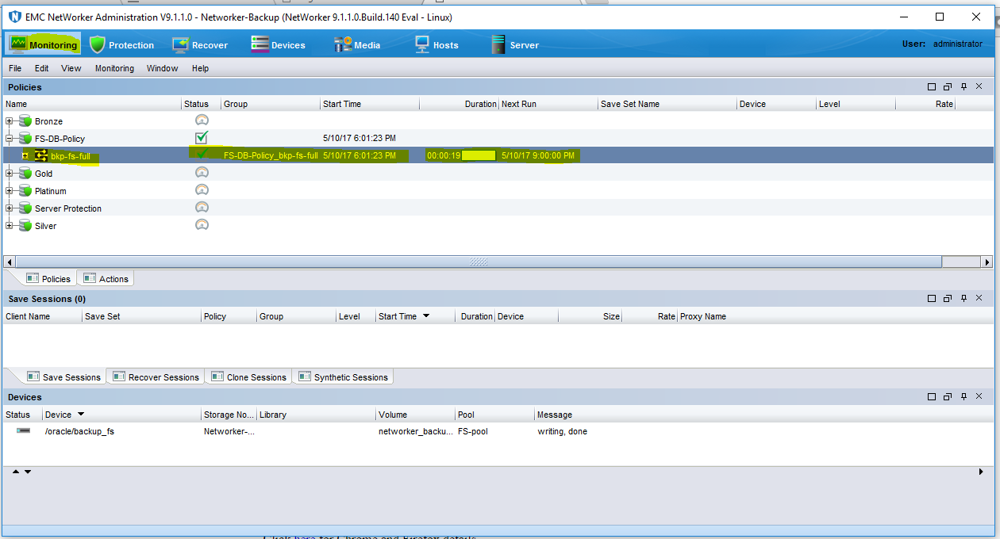 EMC NetWorker Administration V9.1.1.0 - Networker-Backup (NetWorker 9.1.1.0.Build.140 Eval - Linux)
Monitoring Protection Recover Devices Media Hosts Server User: administrator
File Edit View Monitoring Window Help
Policies
Name Status Group Start Time Duration Next Run Save Set Name Device Level Rate
Bronze
FS-DB-Policy 5/10/17 6:01:23 PM
bkp-fs-full FS-DB-Policy_bkp-fs-full 5/10/17 6:01:23 PM 00:00:19 5/10/17 9:00:00 PM
Gold
Platinum
Server Protection
Silver
Policies Actions
Save Sessions (0)
Client Name Save Set Policy Group Level Start Time Duration Device Size Rate Proxy Name
Save Sessions Recover Sessions Clone Sessions Synthetic Sessions
Devices
Status Device Storage No... Library Volume Pool Message
/oracle/backup_fs Networker-... networker_backu... FS-pool writing, done
Click here for Chrome and Firefox details